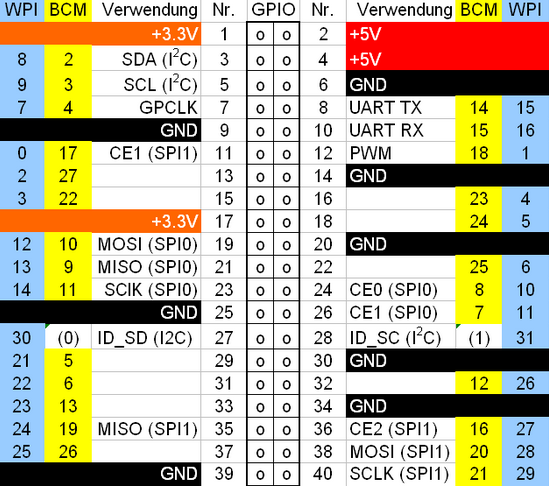 WPI BCM Verwendung Nr. GPIO Verwendung BCM WPI
+3.3V 1 o o 2 +5V
8 2 SDA (I²C) 3 o o 4 +5V
9 3 SCL (I²C) 5 o o 6 GND
7 4 GPCLK 7 o o 8 UART TX 14 15
GND 9 o o 10 UART RX 15 16
0 17 CE1 (SPI1) 11 o o 12 PWM 18 1
2 27 13 o o 14 GND
3 22 15 o o 16 23 4
+3.3V 17 o o 18 24 5
12 10 MOSI (SPI0) 19 o o 20 GND
13 9 MISO (SPI0) 21 o o 22 25 6
14 11 SClK (SPI0) 23 o o 24 CE0 (SPI0) 8 10
GND 25 o o 26 CE1 (SPI0) 7 11
30 (0) ID_SD (I2C) 27 o o 28 ID_SC (I²C) (1) 31
21 5 29 o o 30 GND
22 6 31 o o 32 12 26
23 13 33 o o 34 GND
24 19 MISO (SPI1) 35 o o 36 CE2 (SPI1) 16 27
25 26 37 o o 38 MOSI (SPI1) 20 28
GND 39 o o 40 SCLK (SPI1) 21 29